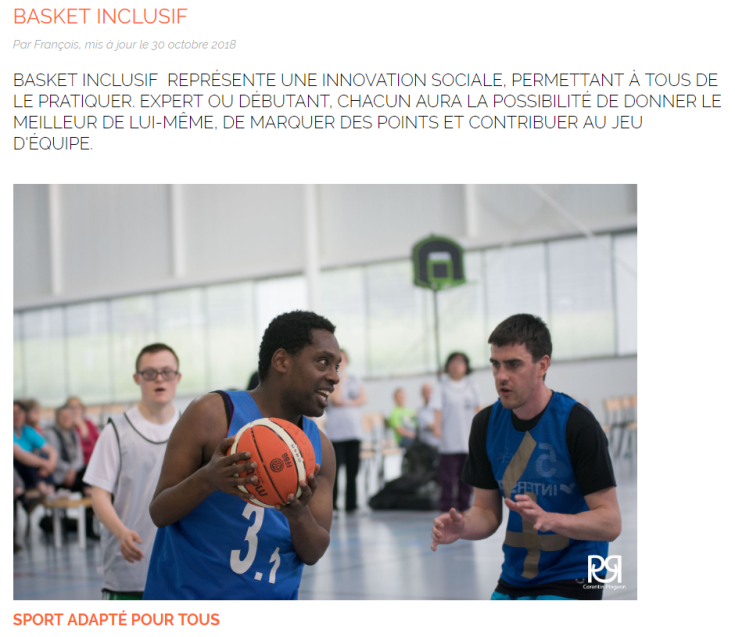 BASKET INCLUSIF
Par François, mis à jour le 30 octobre 2018
BASKET INCLUSIF REPRÉSENTE UNE INNOVATION SOCIALE, PERMETTANT À TOUS DE
LE PRATIQUER. EXPERT OU DÉBUTANT, CHACUN AURA LA POSSIBILITÉ DE DONNER LE
MEILLEUR DE LUI-MÊME, DE MARQUER DES POINTS ET CONTRIBUER AU JEU
D'ÉQUIPE.
3.1
SPORT ADAPTÉ POUR TOUS